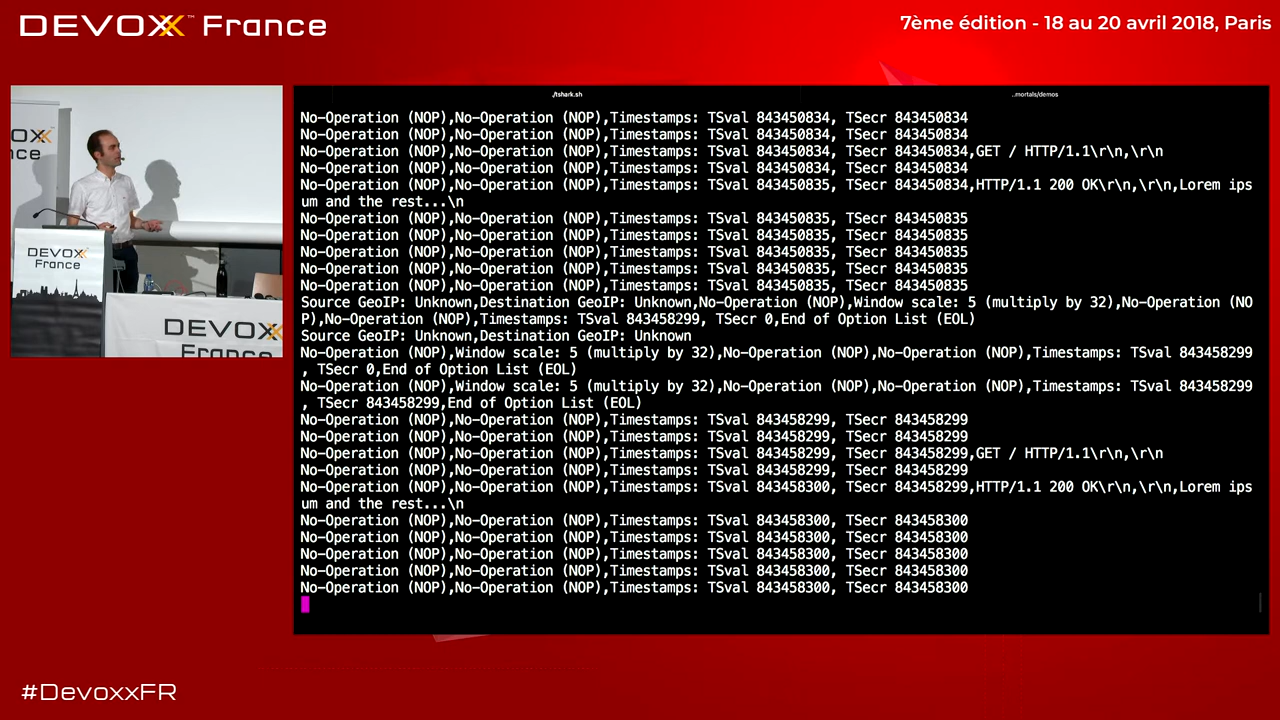 DEVOXX™ France
7ème édition - 18 au 20 avril 2018, Paris
./tshark.sh
..mortals/demos
No-Operation (NOP),No-Operation (NOP),Timestamps: TSval 843450834, TSecr 843450834
No-Operation (NOP),No-Operation (NOP),Timestamps: TSval 843450834, TSecr 843450834
No-Operation (NOP),No-Operation (NOP),Timestamps: TSval 843450834, TSecr 843450834,GET / HTTP/1.1\r\n,\r\n
No-Operation (NOP),No-Operation (NOP),Timestamps: TSval 843450834, TSecr 843450834
No-Operation (NOP),No-Operation (NOP),Timestamps: TSval 843450835, TSecr 843450834,HTTP/1.1 200 OK\r\n,\r\n,Lorem ips
um and the rest...\n
No-Operation (NOP),No-Operation (NOP),Timestamps: TSval 843450835, TSecr 843450835
No-Operation (NOP),No-Operation (NOP),Timestamps: TSval 843450835, TSecr 843450835
No-Operation (NOP),No-Operation (NOP),Timestamps: TSval 843450835, TSecr 843450835
No-Operation (NOP),No-Operation (NOP),Timestamps: TSval 843450835, TSecr 843450835
No-Operation (NOP),No-Operation (NOP),Timestamps: TSval 843450835, TSecr 843450835
Source GeoIP: Unknown,Destination GeoIP: Unknown,No-Operation (NOP),Window scale: 5 (multiply by 32),No-Operation (NO
P),No-Operation (NOP),Timestamps: TSval 843458299, TSecr 0,End of Option List (EOL)
Source GeoIP: Unknown,Destination GeoIP: Unknown
No-Operation (NOP),Window scale: 5 (multiply by 32),No-Operation (NOP),No-Operation (NOP),Timestamps: TSval 843458299
, TSecr 0,End of Option List (EOL)
No-Operation (NOP),Window scale: 5 (multiply by 32),No-Operation (NOP),No-Operation (NOP),Timestamps: TSval 843458299
, TSecr 843458299,End of Option List (EOL)
No-Operation (NOP),No-Operation (NOP),Timestamps: TSval 843458299, TSecr 843458299
No-Operation (NOP),No-Operation (NOP),Timestamps: TSval 843458299, TSecr 843458299
No-Operation (NOP),No-Operation (NOP),Timestamps: TSval 843458299, TSecr 843458299,GET / HTTP/1.1\r\n,\r\n
No-Operation (NOP),No-Operation (NOP),Timestamps: TSval 843458299, TSecr 843458299
No-Operation (NOP),No-Operation (NOP),Timestamps: TSval 843458300, TSecr 843458299,HTTP/1.1 200 OK\r\n,\r\n,Lorem ips
um and the rest...\n
No-Operation (NOP),No-Operation (NOP),Timestamps: TSval 843458300, TSecr 843458300
No-Operation (NOP),No-Operation (NOP),Timestamps: TSval 843458300, TSecr 843458300
No-Operation (NOP),No-Operation (NOP),Timestamps: TSval 843458300, TSecr 843458300
No-Operation (NOP),No-Operation (NOP),Timestamps: TSval 843458300, TSecr 843458300
No-Operation (NOP),No-Operation (NOP),Timestamps: TSval 843458300, TSecr 843458300
DEVOXX
France
DEVOXX
France
#DevoxxFR